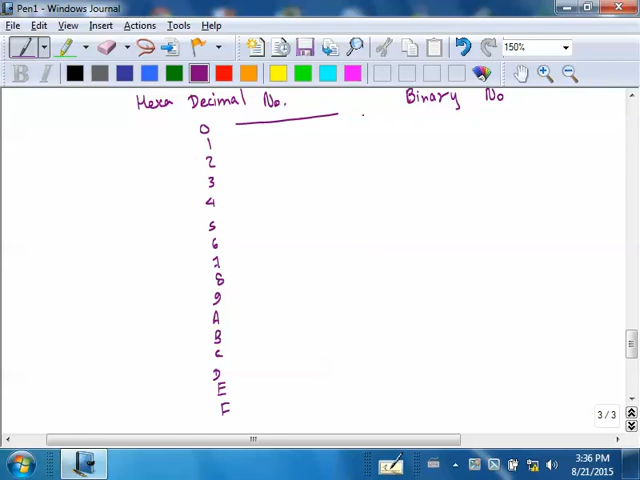 Pen1 - Windows Journal
File Edit View Insert Actions Tools Help
150%
B I
Hexa Decimal No. Binary No
0
1
2
3
4
5
6
7
8
9
A
B
C
D
E
F
3 / 3
3:36 PM
8/21/2015